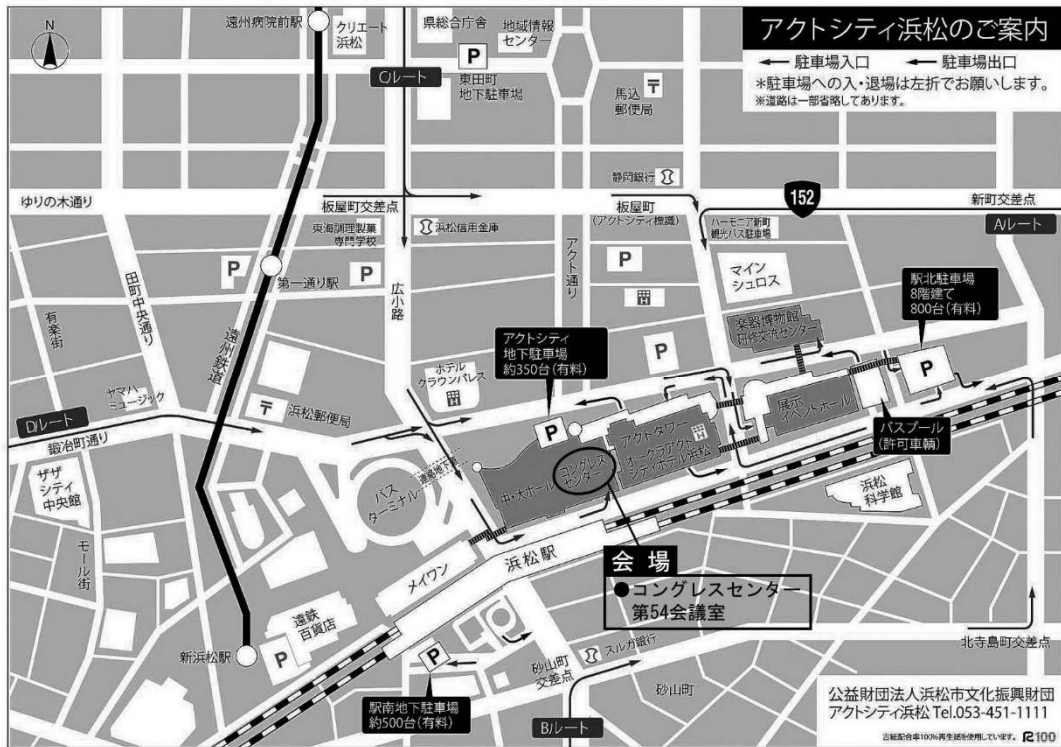 アクトシティ浜松のご案内
← 駐車場入口 ← 駐車場出口
*駐車場への入・退場は左折でお願いします。
※道路は一部省略してあります。
N
遠州病院前駅
クリエート
浜松
県総合庁舎
地域情報
センター
P
東田町
地下駐車場
Cルート
馬込
郵便局
静岡銀行
152
新町交差点
ゆりの木通り
板屋町交差点
板屋町
(アクトシティ標識)
ハーモニア新町
観光バス駐車場
Aルート
東海調理製菓
専門学校
浜松信用金庫
アクト通り
P
第一通り駅
P
広小路
P
H
マイン
シュロス
駅北駐車場
8階建て
800台(有料)
田町中央通り
有楽街
遠州鉄道
楽器博物館
研修交流センター
アクトシティ
地下駐車場
約350台(有料)
P
P
ホテル
クラウンパレス
H
ヤマハ
ミュージック
Dルート
浜松郵便局
鍛冶町通り
P
アクトタワー
オークラアクト
シティホテル浜松
H
展示
イベントホール
バスプール
(許可車輌)
ザザ
シティ
中央館
バス
ターミナル
連絡地下道
中・大ホール
コングレス
センター
浜松
科学館
モール街
メイワン
浜松駅
会場
●コングレスセンター
第54会議室
遠鉄
百貨店
新浜松駅
P
P
スルガ銀行
北寺島町交差点
砂山町
交差点
砂山町
駅南地下駐車場
約500台(有料)
Bルート
公益財団法人浜松市文化振興財団
アクトシティ浜松 Tel.053-451-1111
古紙配合率100%再生紙を使用しています。 R100